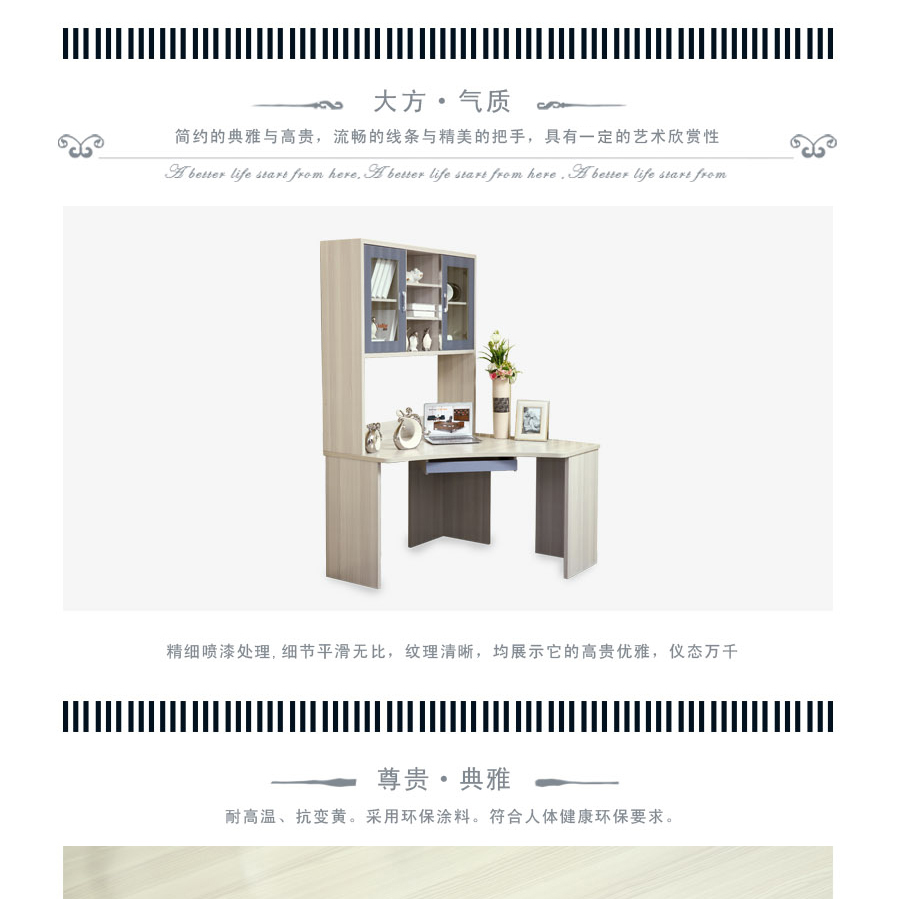 大方·气质
简约的典雅与高贵，流畅的线条与精美的把手，具有一定的艺术欣赏性
A better life start from here.A better life start from here .A better life start from
精细喷漆处理,细节平滑无比，纹理清晰，均展示它的高贵优雅，仪态万千
尊贵·典雅
耐高温、抗变黄。采用环保涂料。符合人体健康环保要求。